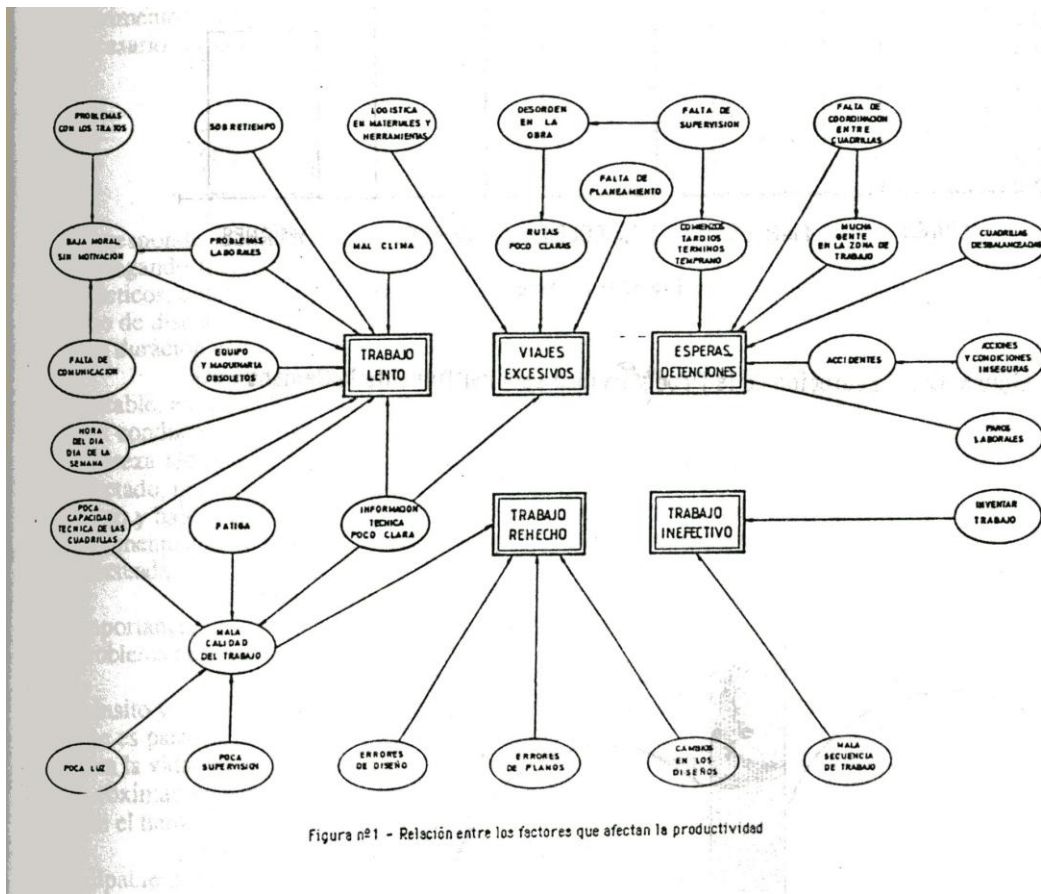 PROBLEMAS
CON LOS TRATOS
SOBRETIEMPO
LOGISTICA
EN MATERIALES Y
HERRAMIENTAS
DESORDEN
EN LA
OBRA
FALTA DE
SUPERVISION
FALTA DE
COORDINACION
ENTRE
CUADRILLAS
FALTA DE
PLANEAMIENTO
BAJA MORAL
SIN MOTIVACION
PROBLEMAS
LABORALES
MAL CLIMA
RUTAS
POCO CLARAS
COMIENZOS
TARDIOS
TERMINOS
TEMPRANO
MUCHA
GENTE
EN LA ZONA DE
TRABAJO
CUADRILLAS
DESBALANCEADAS
FALTA DE
COMUNICACION
EQUIPO
Y MAQUINARIA
OBSOLETOS
TRABAJO
LENTO
VIAJES
EXCESIVOS
ESPERAS_
DETENCIONES
ACCIDENTES
ACCIONES
Y CONDICIONES
INSEGURAS
HORA
DEL DIA
DIA DE LA
SEMANA
PAROS
LABORALES
POCA
CAPACIDAD
TECNICA DE LAS
CUADRILLAS
FATIGA
INFORMACION
TECNICA
POCO CLARA
TRABAJO
REHECHO
TRABAJO
INEFECTIVO
INVENTAR
TRABAJO
MALA
CALIDAD
DEL TRABAJO
POCA LUZ
POCA
SUPERVISION
ERRORES
DE DISEÑO
ERRORES
DE PLANOS
CAMBIOS
EN LOS
DISEÑOS
MALA
SECUENCIA
DE TRABAJO
Figura nº1 - Relación entre los factores que afectan la productividad